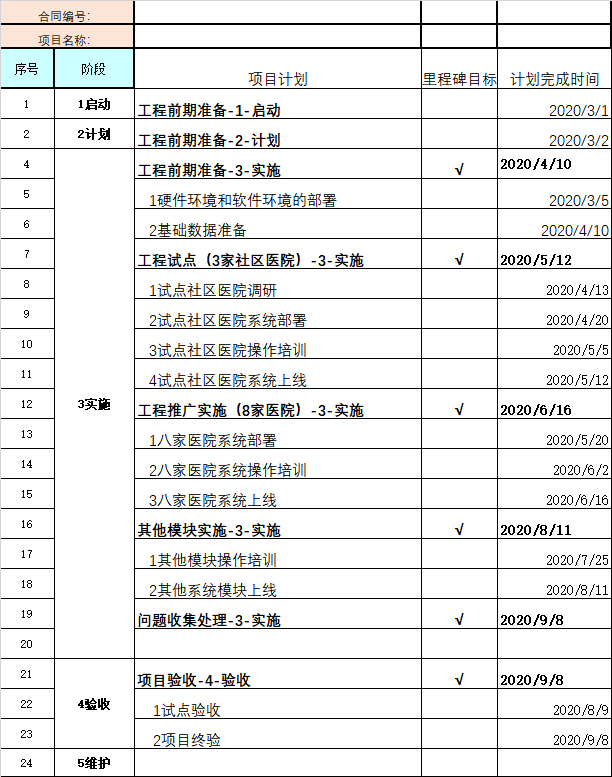 合同编号:
项目名称:
序号 阶段 项目计划 里程碑目标 计划完成时间
1 1启动 工程前期准备-1-启动 2020/3/1
2 2计划 工程前期准备-2-计划 2020/3/2
4 工程前期准备-3-实施 √ 2020/4/10
5 1硬件环境和软件环境的部署 2020/3/5
6 2基础数据准备 2020/4/10
7 工程试点（3家社区医院）-3-实施 √ 2020/5/12
8 1试点社区医院调研 2020/4/13
9 2试点社区医院系统部署 2020/4/20
10 3试点社区医院操作培训 2020/5/5
11 4试点社区医院系统上线 2020/5/12
12 3实施 工程推广实施（8家医院）-3-实施 √ 2020/6/16
13 1八家医院系统部署 2020/5/20
14 2八家医院系统操作培训 2020/6/2
15 3八家医院系统上线 2020/6/16
16 其他模块实施-3-实施 √ 2020/8/11
17 1其他模块操作培训 2020/7/25
18 2其他系统模块上线 2020/8/11
19 问题收集处理-3-实施 √ 2020/9/8
20
21 项目验收-4-验收 √ 2020/9/8
22 4验收 1试点验收 2020/8/9
23 2项目终验 2020/9/8
24 5维护